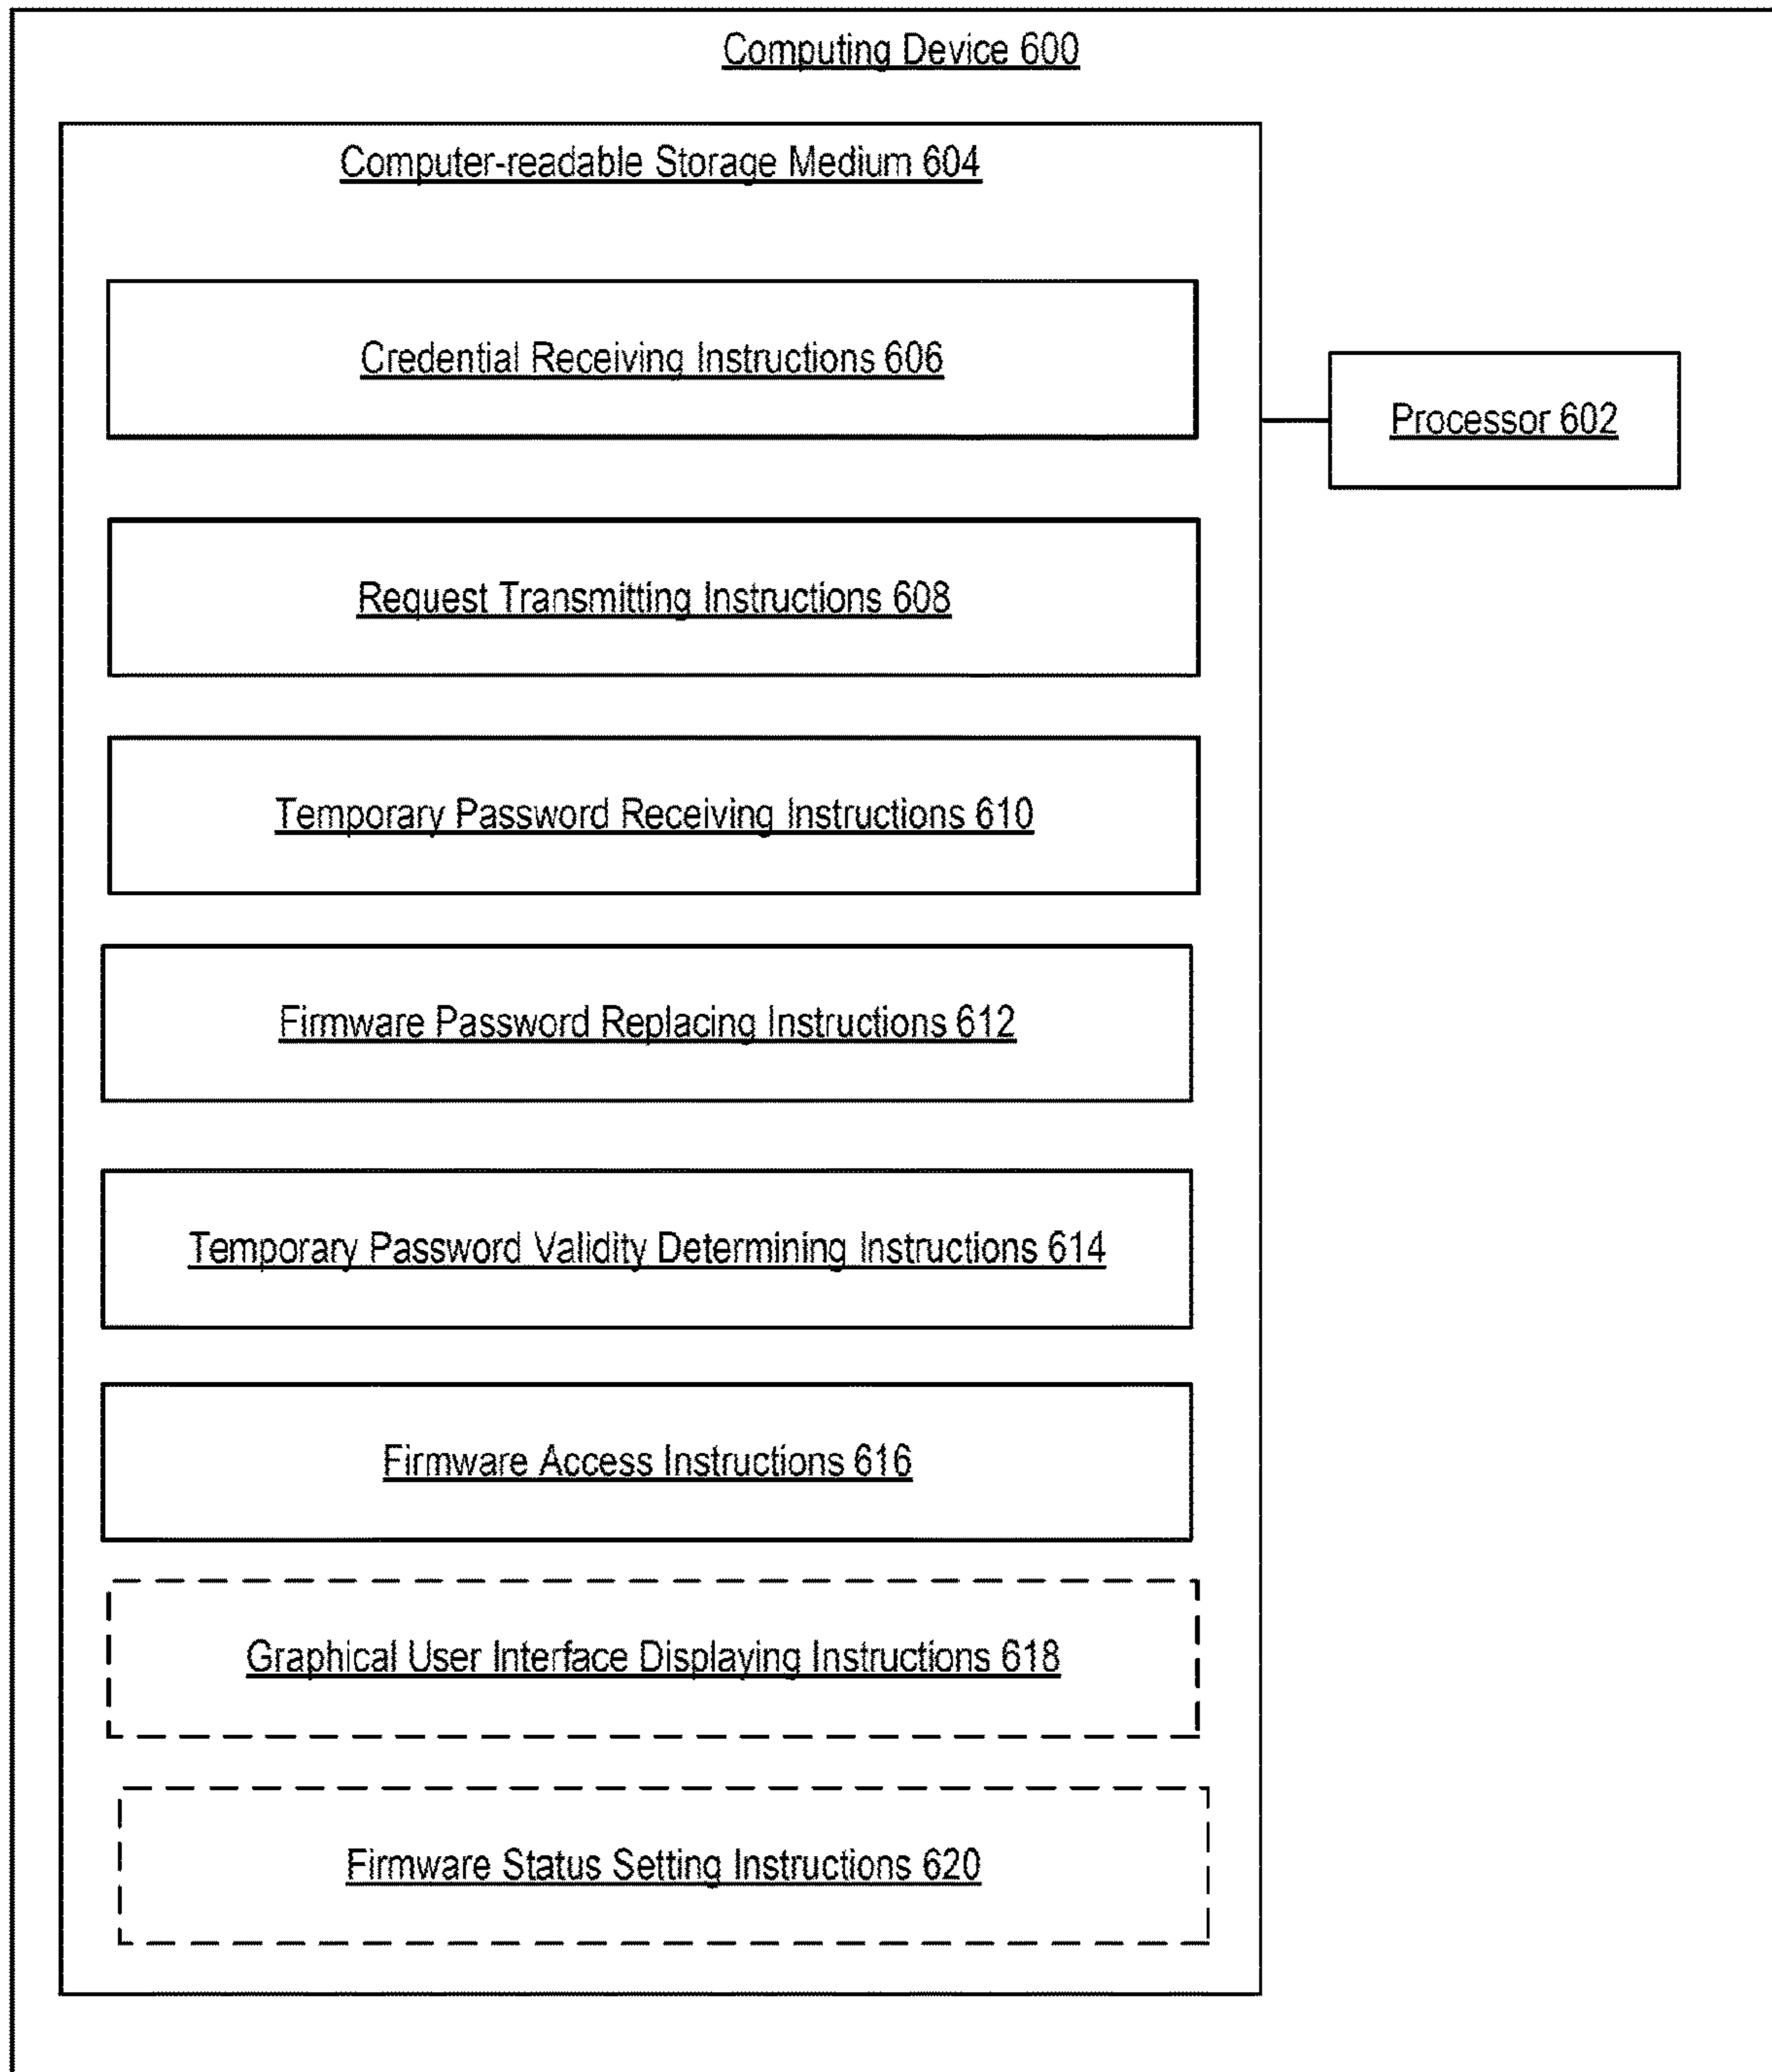 Computing Device 600
Computer-readable Storage Medium 604
Credential Receiving Instructions 606
Processor 602
Request Transmitting Instructions 608
Temporary Password Receiving Instructions 610
Firmware Password Replacing Instructions 612
Temporary Password Validity Determining Instructions 614
Firmware Access Instructions 616
Graphical User Interface Displaying Instructions 618
Firmware Status Setting Instructions 620